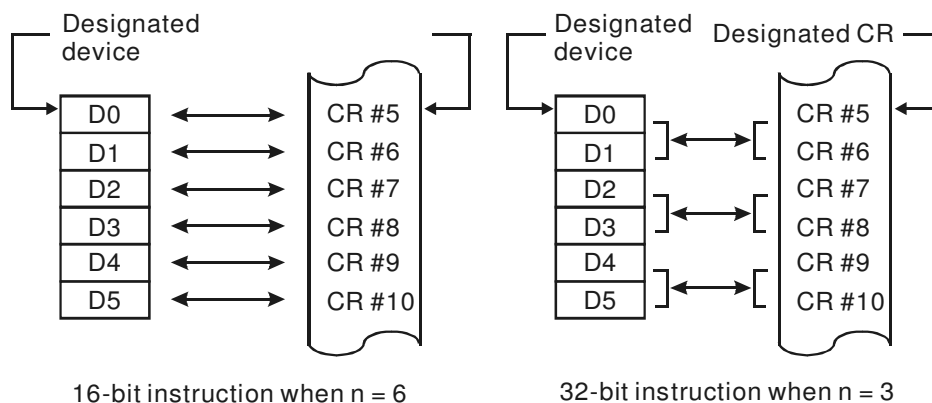 Designated
device
D0
D1
D2
D3
D4
D5
CR #5
CR #6
CR #7
CR #8
CR #9
CR #10
16-bit instruction when n = 6
Designated
device
Designated CR
D0
D1
D2
D3
D4
D5
CR #5
CR #6
CR #7
CR #8
CR #9
CR #10
32-bit instruction when n = 3